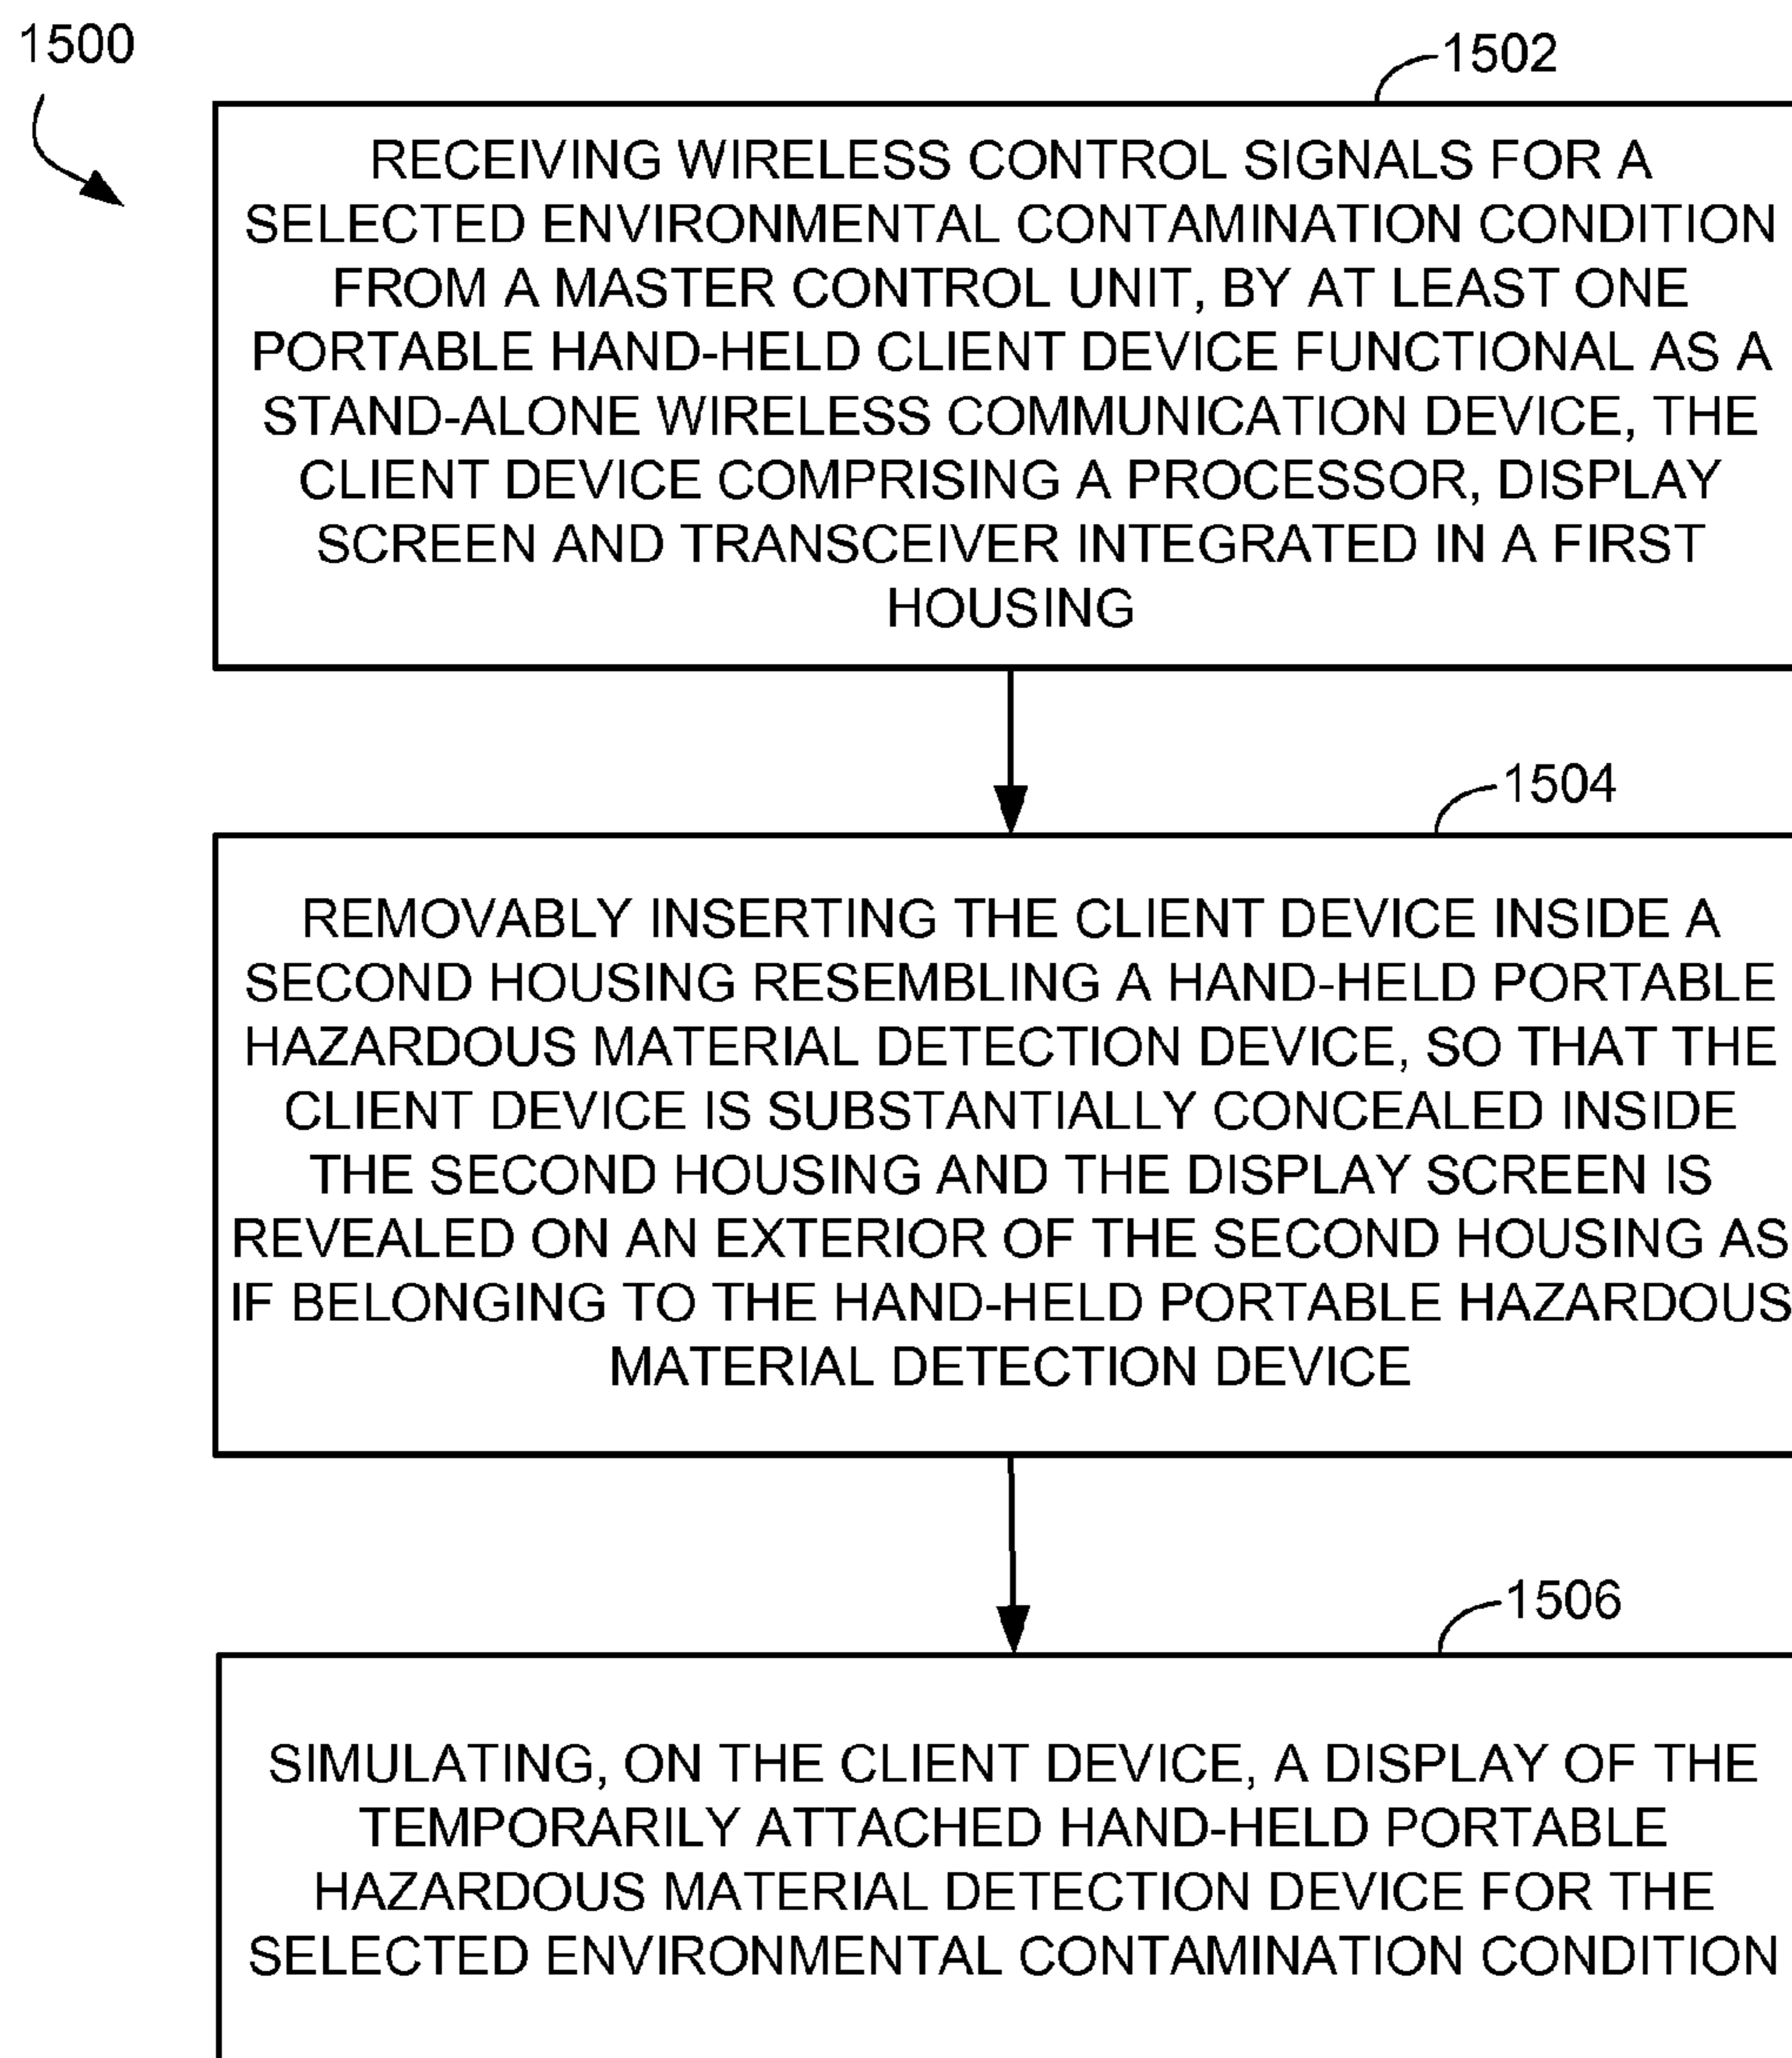 1500
1502
RECEIVING WIRELESS CONTROL SIGNALS FOR A
SELECTED ENVIRONMENTAL CONTAMINATION CONDITION
FROM A MASTER CONTROL UNIT, BY AT LEAST ONE
PORTABLE HAND-HELD CLIENT DEVICE FUNCTIONAL AS A
STAND-ALONE WIRELESS COMMUNICATION DEVICE, THE
CLIENT DEVICE COMPRISING A PROCESSOR, DISPLAY
SCREEN AND TRANSCEIVER INTEGRATED IN A FIRST
HOUSING
1504
REMOVABLY INSERTING THE CLIENT DEVICE INSIDE A
SECOND HOUSING RESEMBLING A HAND-HELD PORTABLE
HAZARDOUS MATERIAL DETECTION DEVICE, SO THAT THE
CLIENT DEVICE IS SUBSTANTIALLY CONCEALED INSIDE
THE SECOND HOUSING AND THE DISPLAY SCREEN IS
REVEALED ON AN EXTERIOR OF THE SECOND HOUSING AS
IF BELONGING TO THE HAND-HELD PORTABLE HAZARDOUS
MATERIAL DETECTION DEVICE
1506
SIMULATING, ON THE CLIENT DEVICE, A DISPLAY OF THE
TEMPORARILY ATTACHED HAND-HELD PORTABLE
HAZARDOUS MATERIAL DETECTION DEVICE FOR THE
SELECTED ENVIRONMENTAL CONTAMINATION CONDITION